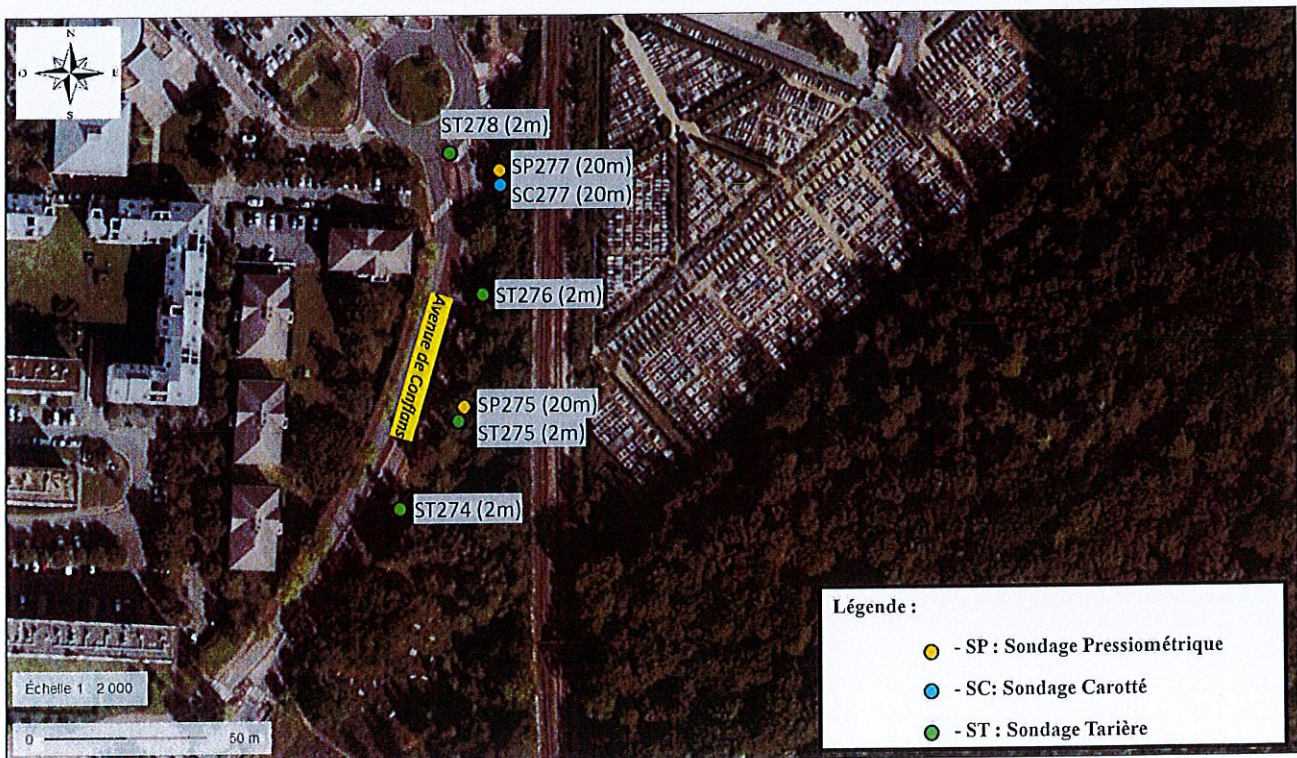 N
O E
S
ST278 (2m)
SP277 (20m)
SC277 (20m)
ST276 (2m)
Avenue de Conflans
SP275 (20m)
ST275 (2m)
ST274 (2m)
Légende :
- SP : Sondage Pressiométrique
- SC: Sondage Carotté
- ST : Sondage Tarière
Échelle 1 2 000
0 50 m